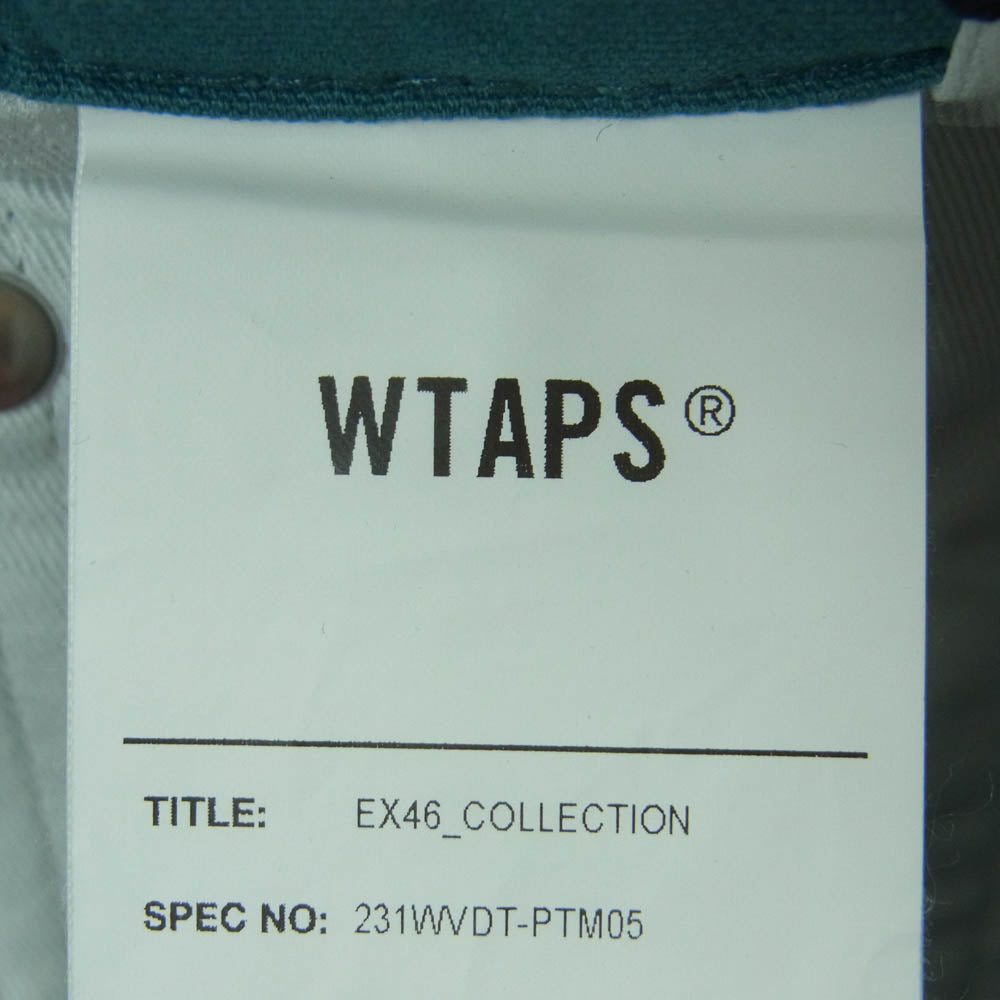 WTAPS®
TITLE: EX46_COLLECTION
SPEC NO: 231WVDT-PTM05